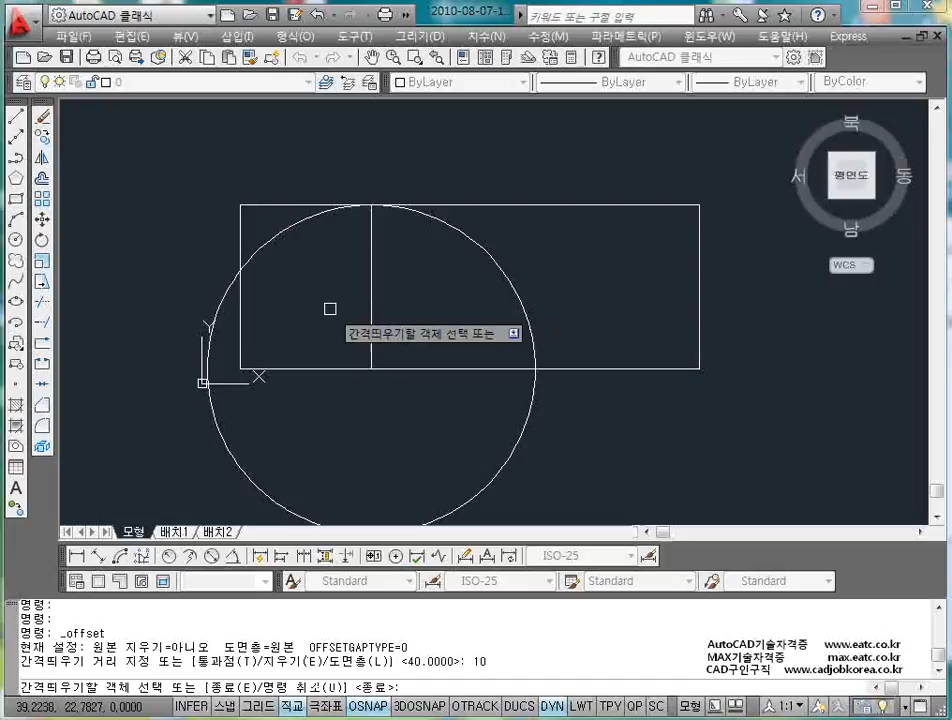 AutoCAD 클래식
2010-08-07-1...
키워드 또는 구절 입력
파일(F) 편집(E) 뷰(V) 삽입(I) 형식(O) 도구(T) 그리기(D) 치수(N) 수정(M) 파라메트릭(P) 윈도우(W) 도움말(H) Express
AutoCAD 클래식
0 ByLayer ByLayer ByLayer ByColor
북
서 평면도 동
남
WCS
Y
간격띄우기할 객체 선택 또는
X
모형 배치1 배치2
ISO-25
Standard ISO-25 Standard Standard
명령:
명령:
명령: _offset
현재 설정: 원본 지우기=아니오 도면층=원본 OFFSETGAPTYPE=0
간격띄우기 거리 지정 또는 [통과점(T)/지우기(E)/도면층(L)] <40.0000>: 10
간격띄우기할 객체 선택 또는 [종료(E)/명령 취소(U)] <종료>:
AutoCAD기술자격증 www.eatc.co.kr
MAX기술자격증 max.eatc.co.kr
CAD구인구직 www.cadjobkorea.co.kr
39.2238, 22.7827, 0.0000 INFER 스냅 그리드 직교 극좌표 OSNAP 3DOSNAP OTRACK DUCS DYN LWT TPY QP SC 모형 1:1